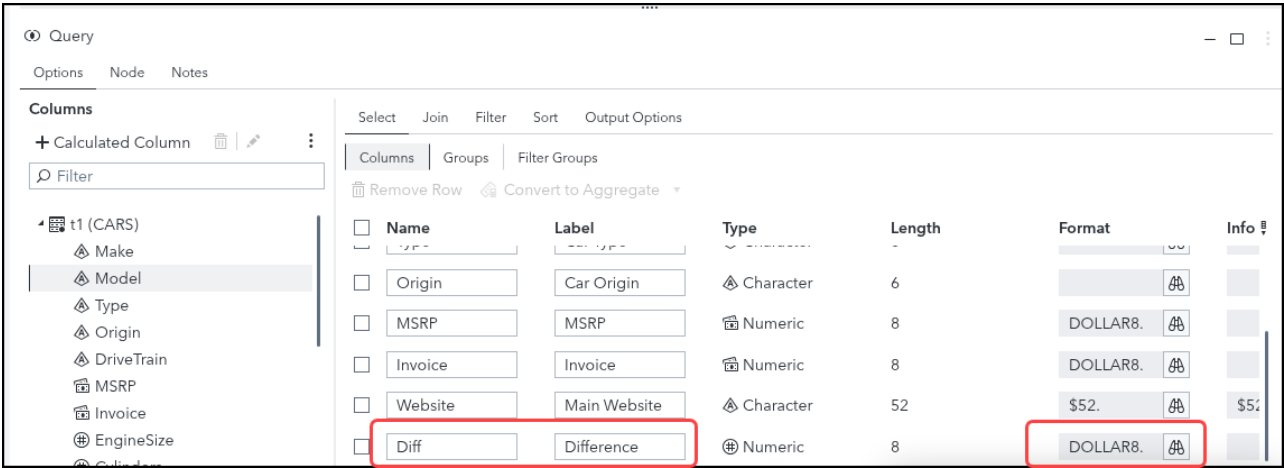 Query
Options Node Notes
Columns
+ Calculated Column
Filter
t1 (CARS)
Make
Model
Type
Origin
DriveTrain
MSRP
Invoice
EngineSize
Select Join Filter Sort Output Options
Columns Groups Filter Groups
Remove Row Convert to Aggregate
Name Label Type Length Format Info
Origin Car Origin Character 6
MSRP MSRP Numeric 8 DOLLAR8.
Invoice Invoice Numeric 8 DOLLAR8.
Website Main Website Character 52 $52. $52
Diff Difference Numeric 8 DOLLAR8.